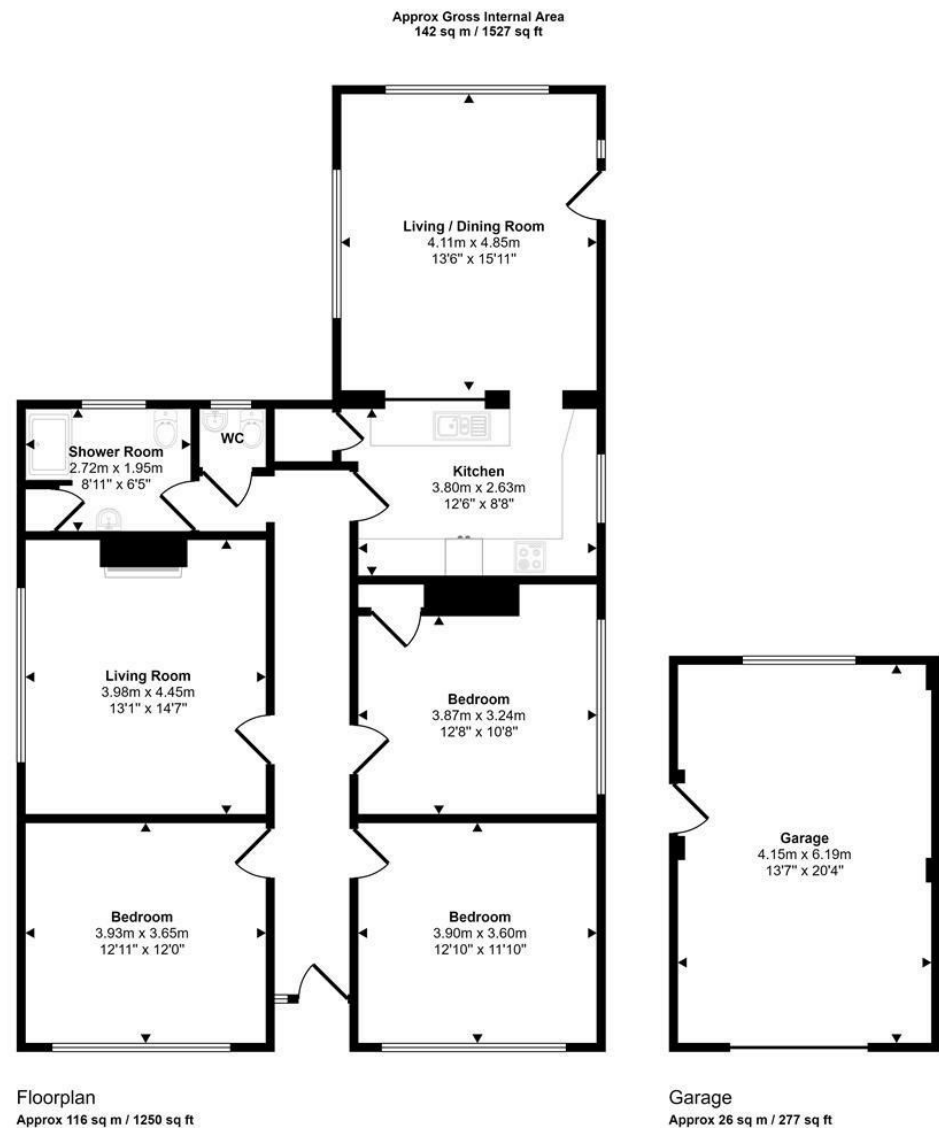 Approx Gross Internal Area
142 sq m / 1527 sq ft
Living / Dining Room
4.11m x 4.85m
13'6" x 15'11"
WC
Shower Room
2.72m x 1.95m
8'11" x 6'5"
Kitchen
3.80m x 2.63m
12'6" x 8'8"
Living Room
3.98m x 4.45m
13'1" x 14'7"
Bedroom
3.87m x 3.24m
12'8" x 10'8"
Garage
4.15m x 6.19m
13'7" x 20'4"
Bedroom
3.93m x 3.65m
12'11" x 12'0"
Bedroom
3.90m x 3.60m
12'10" x 11'10"
Floorplan
Approx 116 sq m / 1250 sq ft
Garage
Approx 26 sq m / 277 sq ft